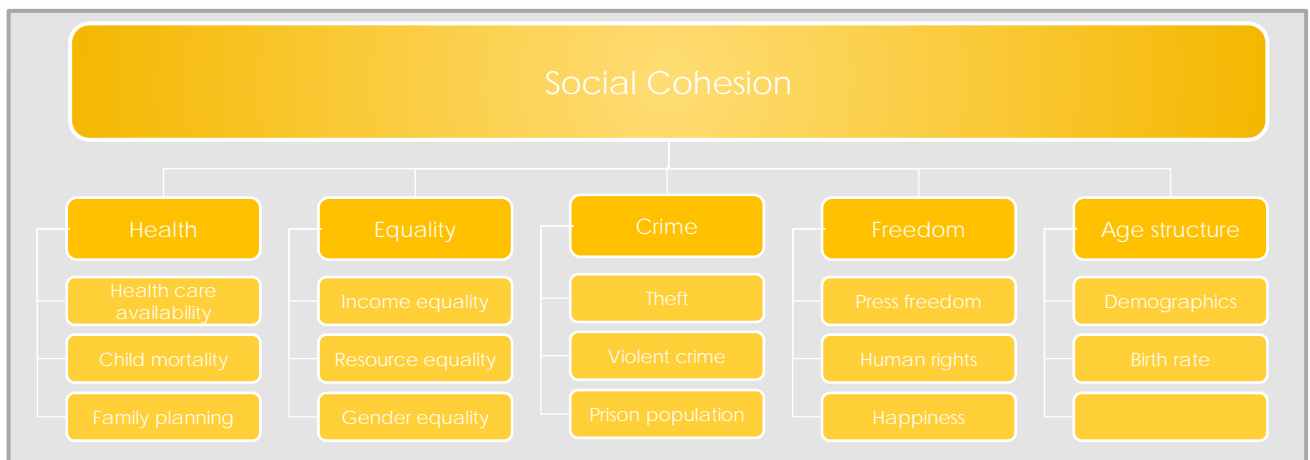 Social Cohesion
Health
Equality
Crime
Freedom
Age structure
Health care
availability
Income equality
Theft
Press freedom
Demographics
Child mortality
Resource equality
Violent crime
Human rights
Birth rate
Family planning
Gender equality
Prison population
Happiness